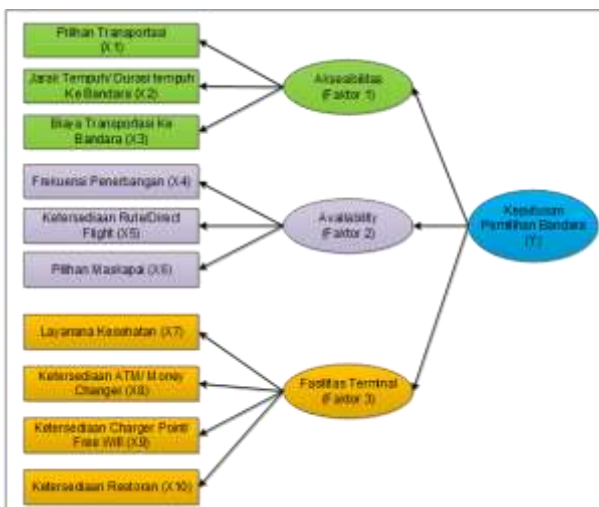 Pilihan Transportasi
(X1)
Jarak Tempuh/ Durasi tempuh
Ke Bandara (X2)
Biaya Transportasi Ke
Bandara (X3)
Frekuensi Penerbangan (X4)
Ketersediaan Rute/Direct
Flight (X5)
Pilihan Maskapai (X6)
Layanana Kesehatan (X7)
Ketersediaan ATM/ Money
Changer (X8)
Ketersediaan Charger Point/
Free Wifi (X9)
Ketersediaan Restoran (X10)
Aksesibilitas
(Faktor 1)
Availability
(Faktor 2)
Fasilitas Terminal
(Faktor 3)
Keputusan
Pemilihan Bandara
(Y)